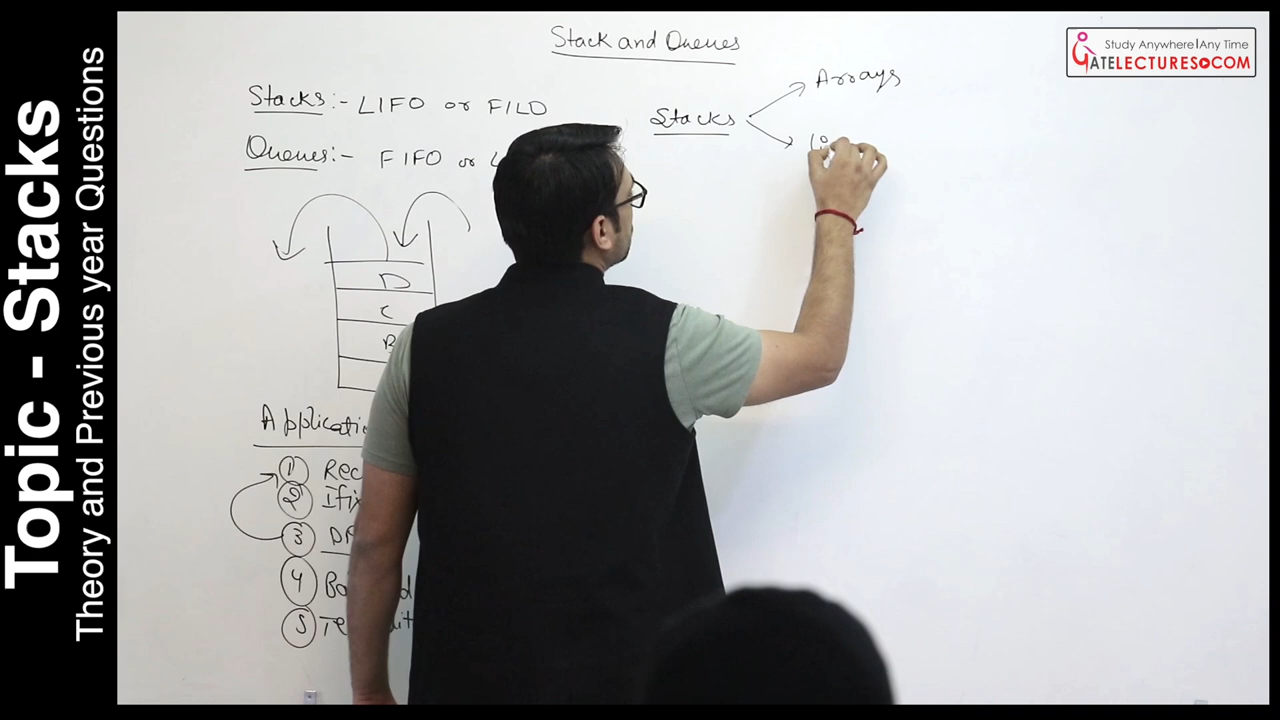 Topic - Stacks
Theory and Previous year Questions
Study Anywhere | Any Time
GATELECTURES.COM
Stack and Queues
Stacks:- LIFO or FILO
Queues:- FIFO or
Stacks
Arrays
D
C
B
1
2
3
4
5